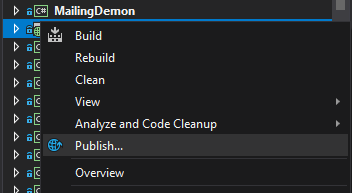 C# MailingDemon
Build
Rebuild
Clean
View
Analyze and Code Cleanup
Publish...
Overview